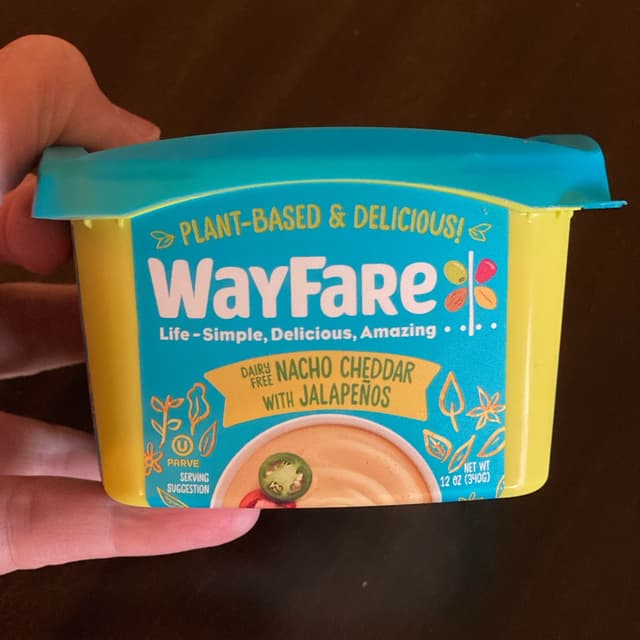 PLANT-BASED & DELICIOUS!
WAYFARE
Life-Simple, Delicious, Amazing
DAIRY FREE NACHO CHEDDAR
WITH JALAPEÑOS
U
PARVE
SERVING
SUGGESTION
NET WT
12 OZ (340G)